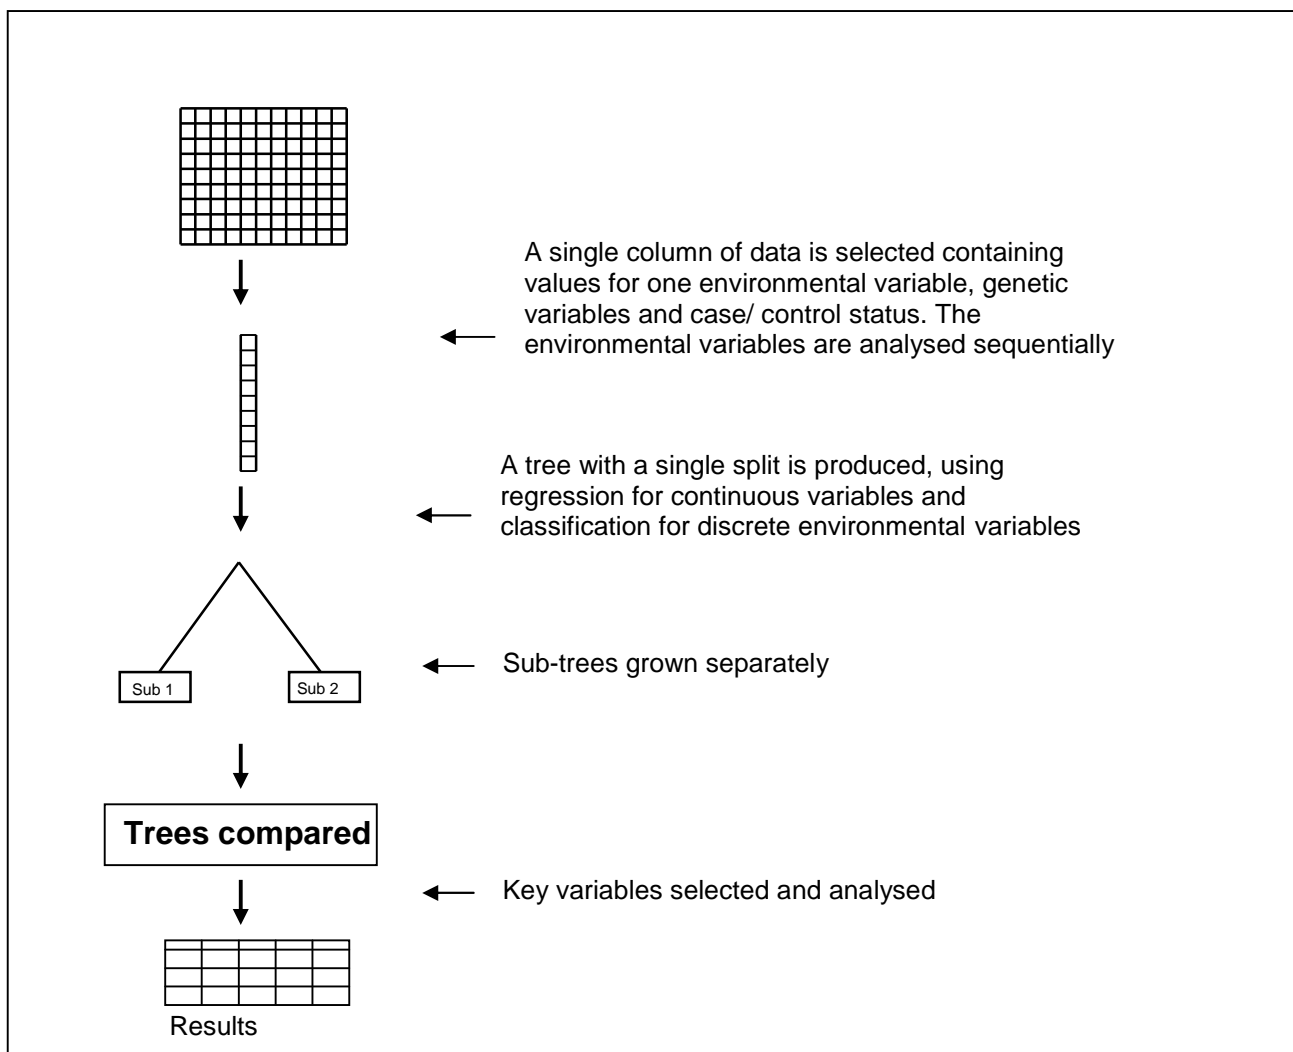 A single column of data is selected containing
values for one environmental variable, genetic
variables and case/ control status. The
environmental variables are analysed sequentially
A tree with a single split is produced, using
regression for continuous variables and
classification for discrete environmental variables
Sub-trees grown separately
Sub 1
Sub 2
Trees compared
Key variables selected and analysed
Results